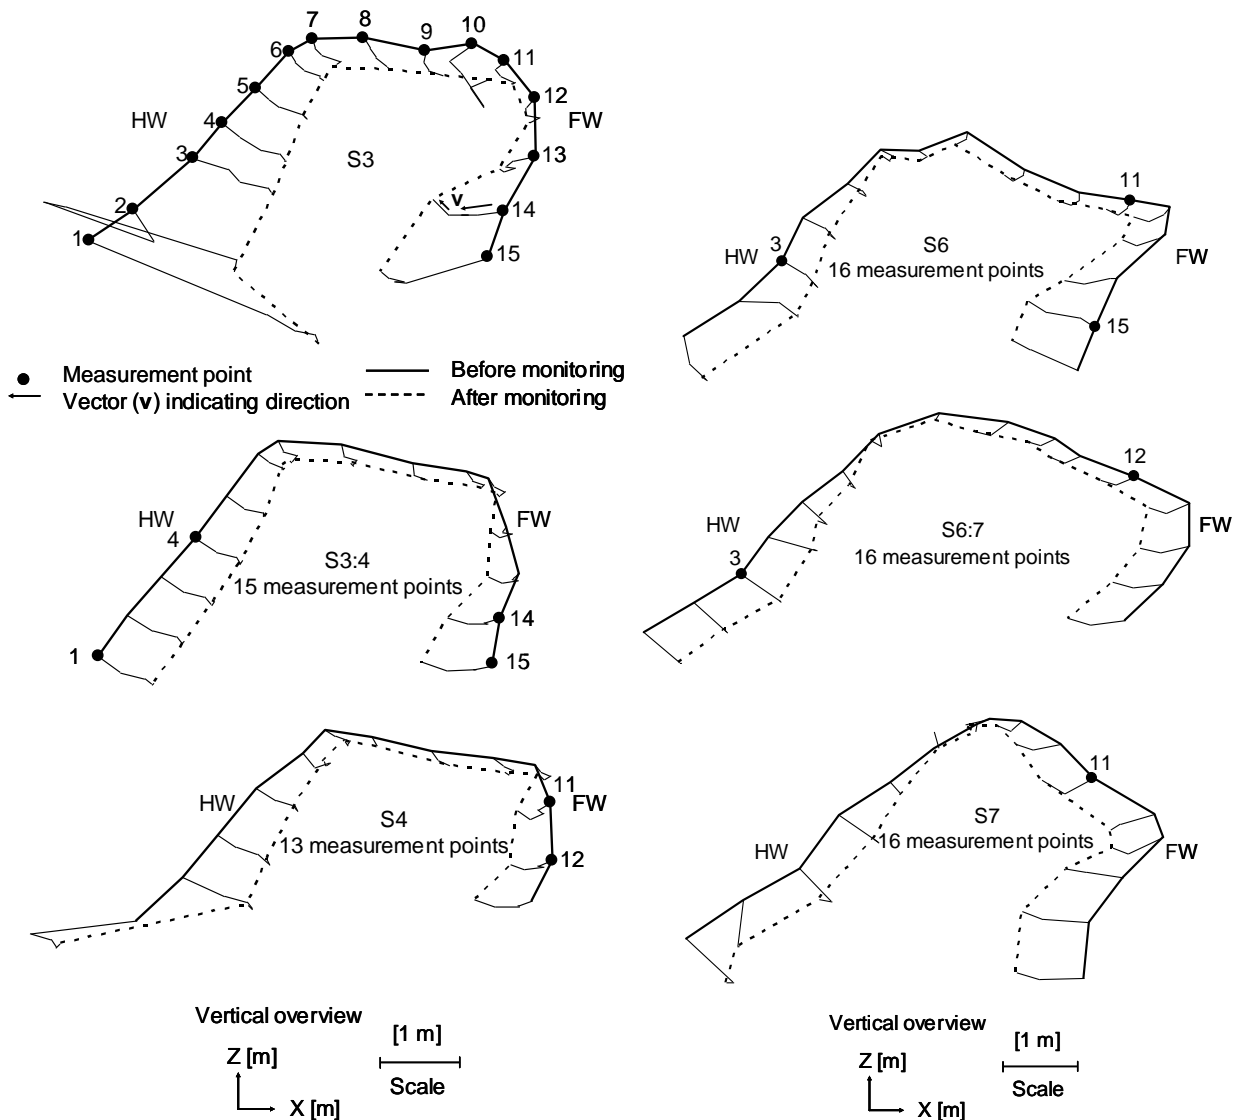 7
8
9
10
6
11
5
12
HW
4
FW
3
S3
13
v
2
14
1
15
Measurement point
Before monitoring
Vector (v) indicating direction
After monitoring
11
3
S6
HW
16 measurement points
FW
15
HW
4
FW
S3:4
15 measurement points
1
14
15
12
HW
FW
S6:7
3
16 measurement points
11
HW
FW
S4
13 measurement points
12
11
S7
HW
16 measurement points
FW
Vertical overview
[1 m]
Z [m]
Scale
X [m]
Vertical overview
[1 m]
Z [m]
Scale
X [m]